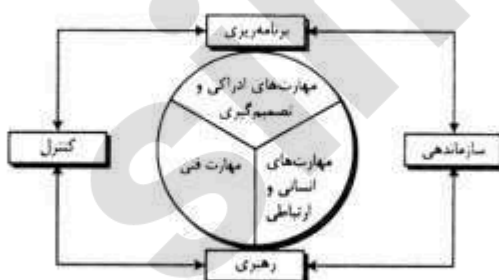 برنامه‌ریزی
مهارت‌های ادراکی و
تصمیم‌گیری
سازماندهی
مهارت‌های
انسانی و
ارتباطی
مهارت فنی
کنترل
رهبری